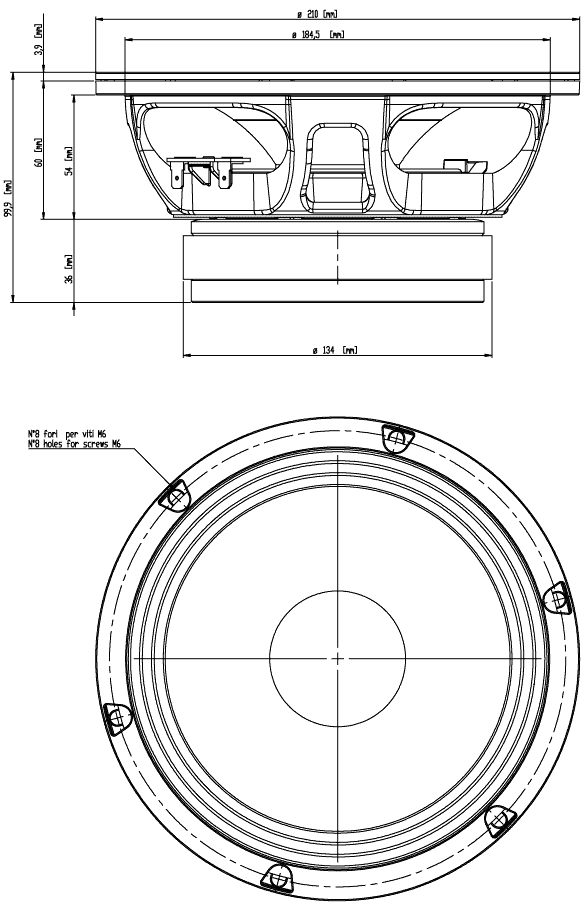 ø 210 [mm]
ø 184,5 [mm]
3,9 [mm]
60 [mm]
54 [mm]
99,9 [mm]
36 [mm]
ø 134 [mm]
N°8 fori per viti M6
N°8 holes for screws M6